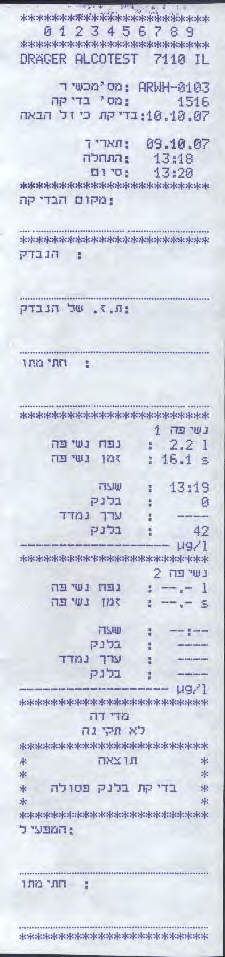 ************************
0 1 2 3 4 5 6 7 8 9
************************
DRÄGER ALCOTEST 7110 IL
מס'מכשיר: ARWH-0103
מס' בדיקה: 1516
בדיקת כיול הבאה:10.10.07
תאריך: 09.10.07
התחלה: 13:18
סיום: 13:20
************************
מקום הבדיקה:
************************
הנבדק :
ת.ז. של הנבדק:
חתימתו :
************************
נשיפה 1
נפח נשיפה : 2.2 l
זמן נשיפה : 16.1 s
שעה : 13:19
בלנק : 0
ערך נמדד : ----
בלנק : 42
-------------------- µg/l
************************
נשיפה 2
נפח נשיפה : --.- l
זמן נשיפה : --.- s
שעה : --:--
בלנק : ----
ערך נמדד : ----
בלנק : ----
-------------------- µg/l
************************
מדידה
לא תקינה
************************
* תוצאה *
* *
* בדיקת בלנק פסולה *
* *
************************
המפעיל:
חתימתו :
************************